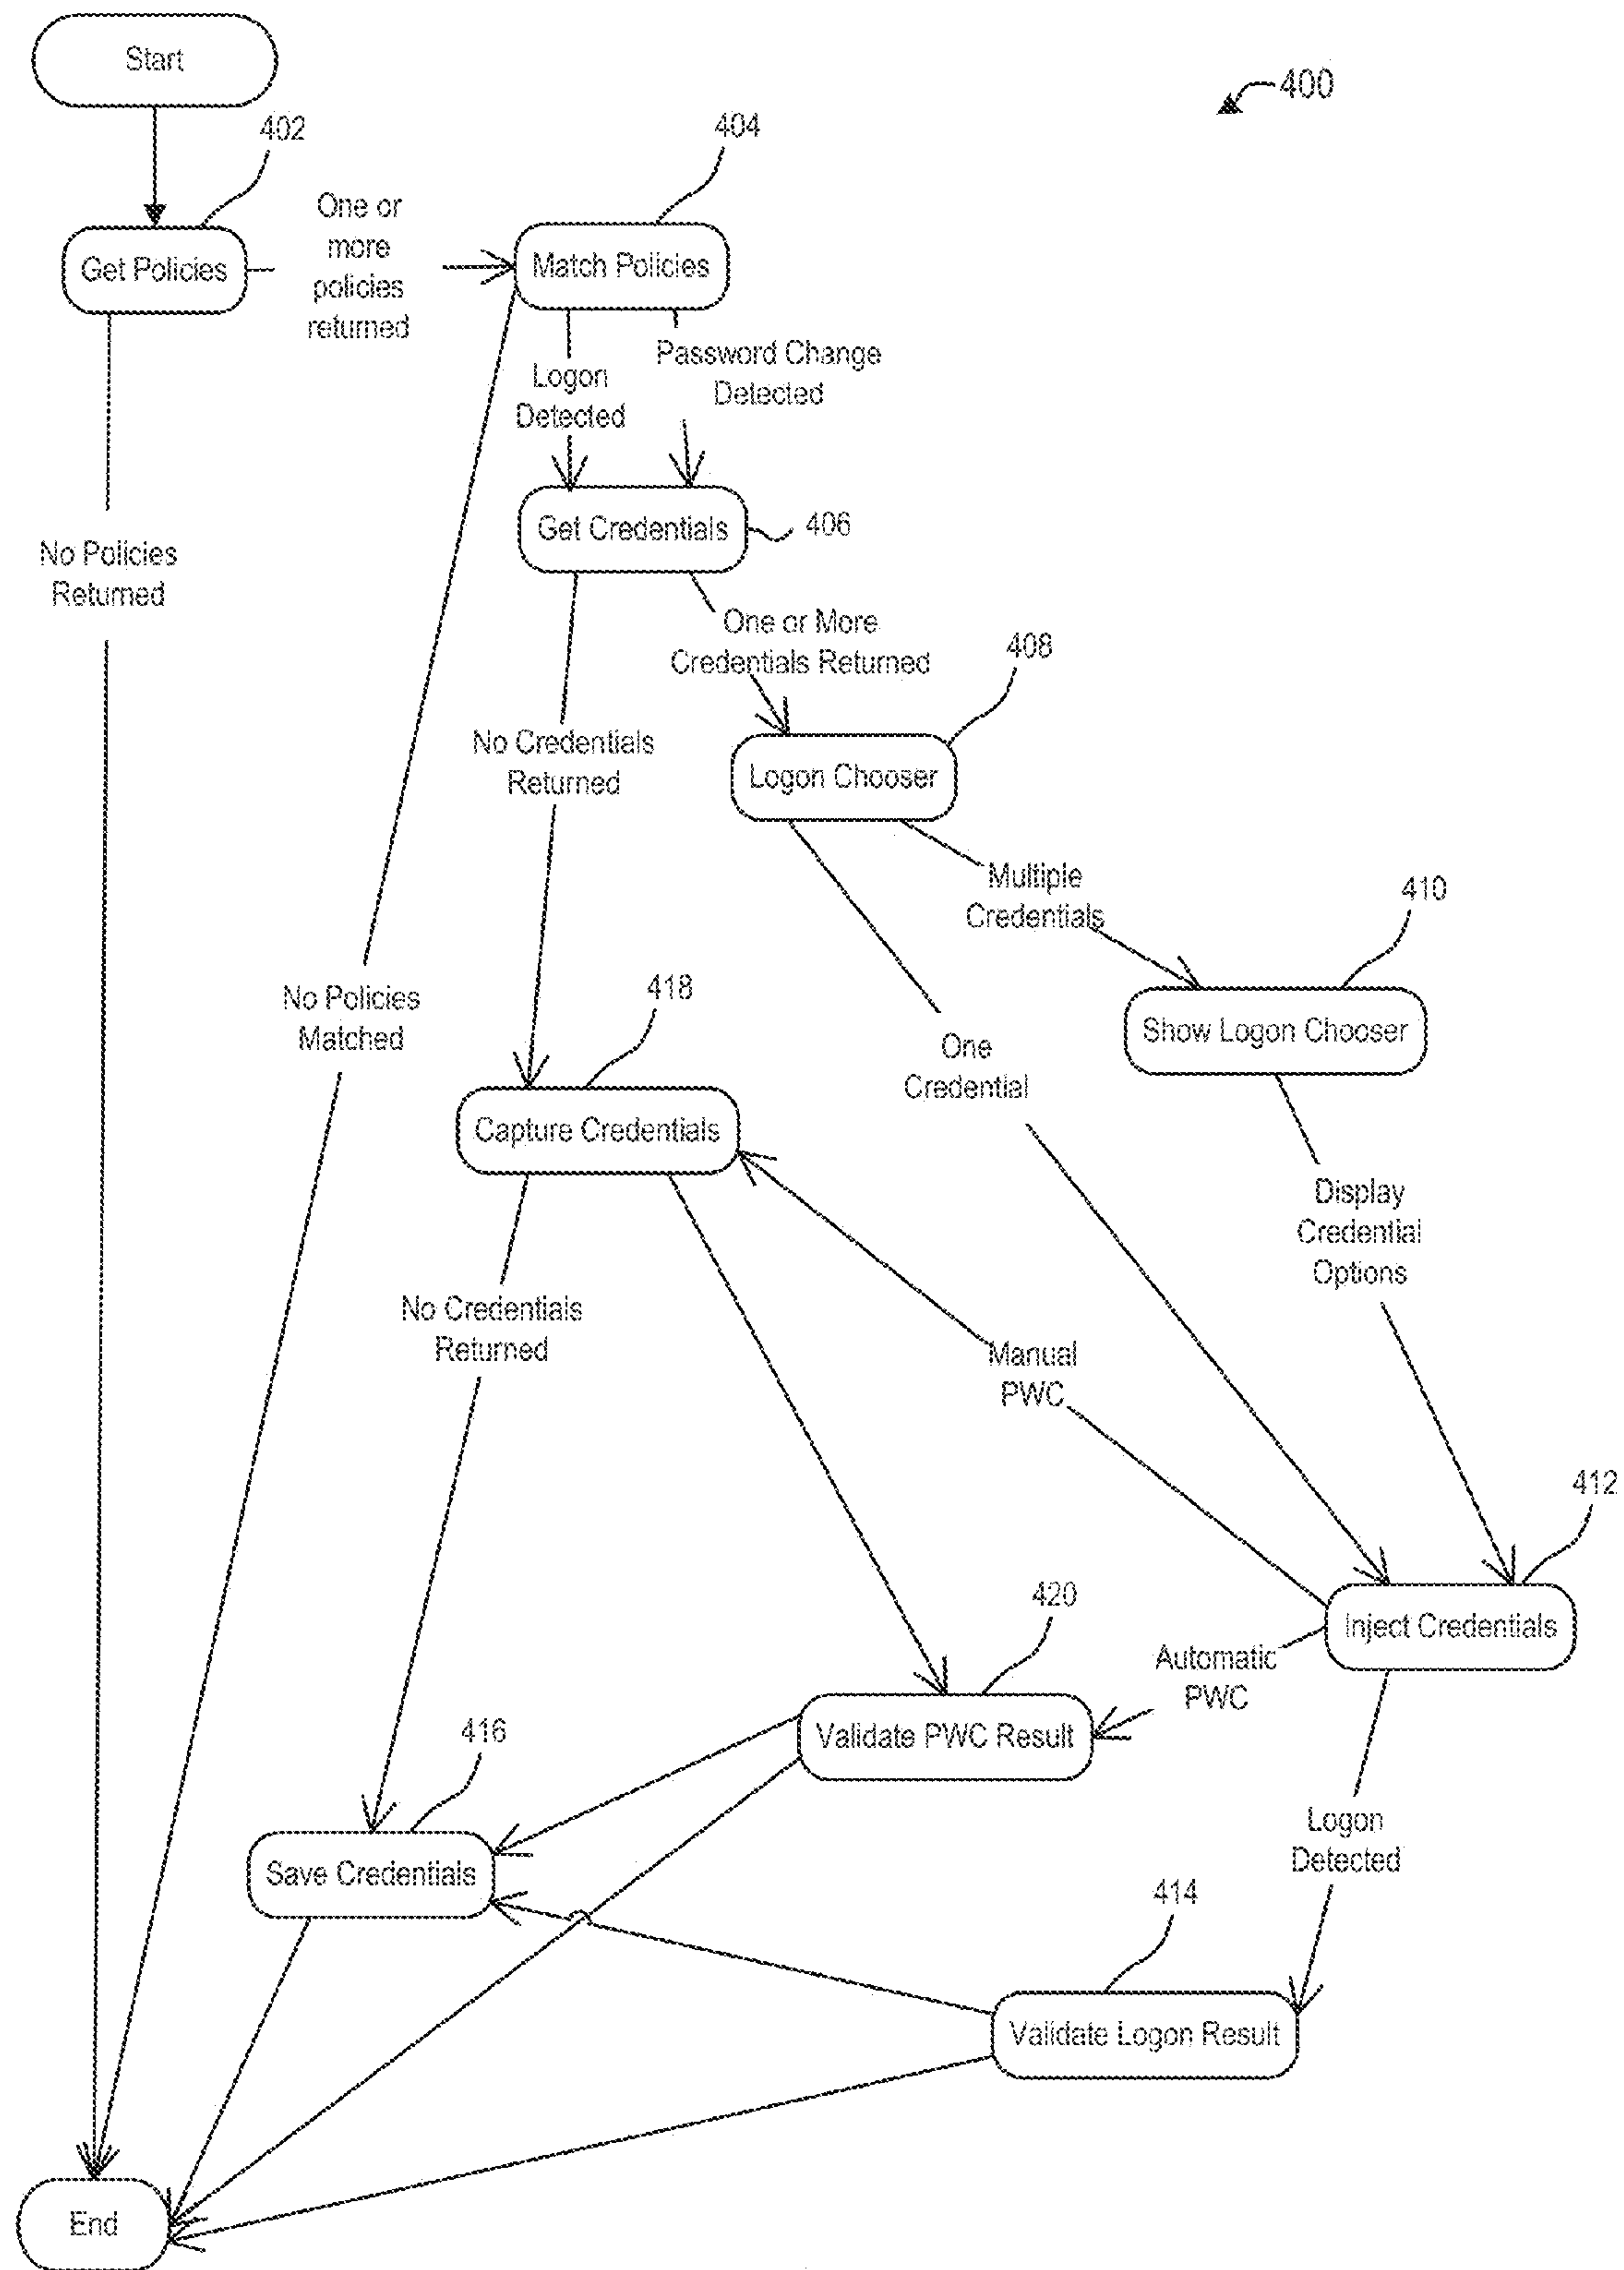 Start
400
402
404
One or
more
policies
returned
Get Policies
Match Policies
Logon
Detected
Password Change
Detected
Get Credentials
406
No Policies
Returned
One or More
Credentials Returned
408
No Credentials
Returned
Logon Chooser
Multiple
Credentials
410
No Policies
Matched
418
Show Logon Chooser
One
Credential
Capture Credentials
Display
Credential
Options
No Credentials
Returned
Manual
PWC
412
Inject Credentials
420
Automatic
PWC
Validate PWC Result
416
Save Credentials
Logon
Detected
414
Validate Logon Result
End